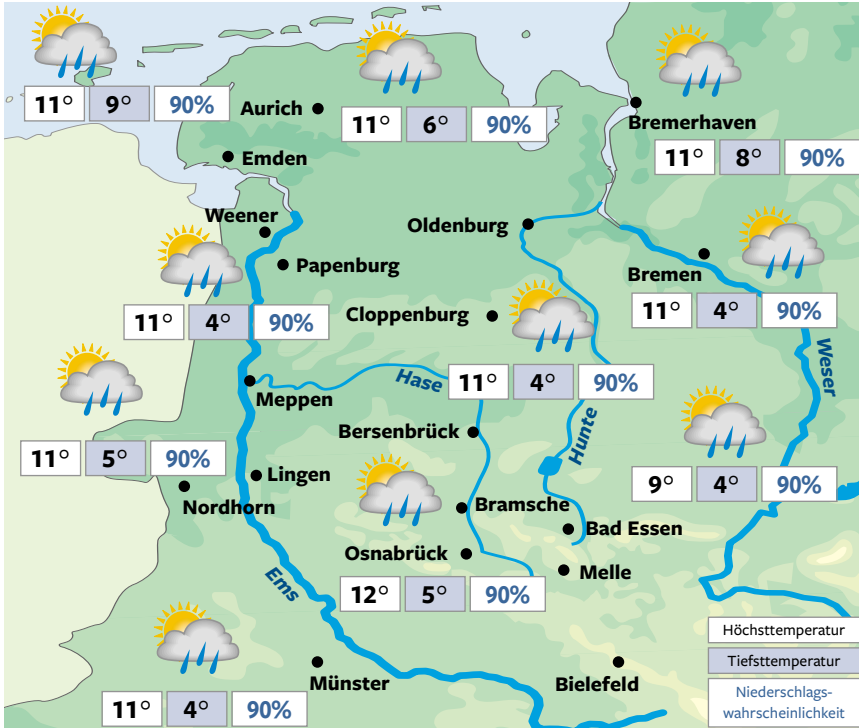 11° 9° 90%
Aurich
11° 6° 90%
Bremerhaven
11° 8° 90%
Emden
Weener
Oldenburg
Papenburg
Bremen
11° 4° 90%
Cloppenburg
11° 4° 90%
Weser
Hase
11° 4° 90%
Meppen
Bersenbrück
Hunte
11° 5° 90%
Lingen
Nordhorn
9° 4° 90%
Bramsche
Bad Essen
Osnabrück
Melle
Ems
12° 5° 90%
Münster
Bielefeld
11° 4° 90%
Höchsttemperatur
Tiefsttemperatur
Niederschlags-
wahrscheinlichkeit